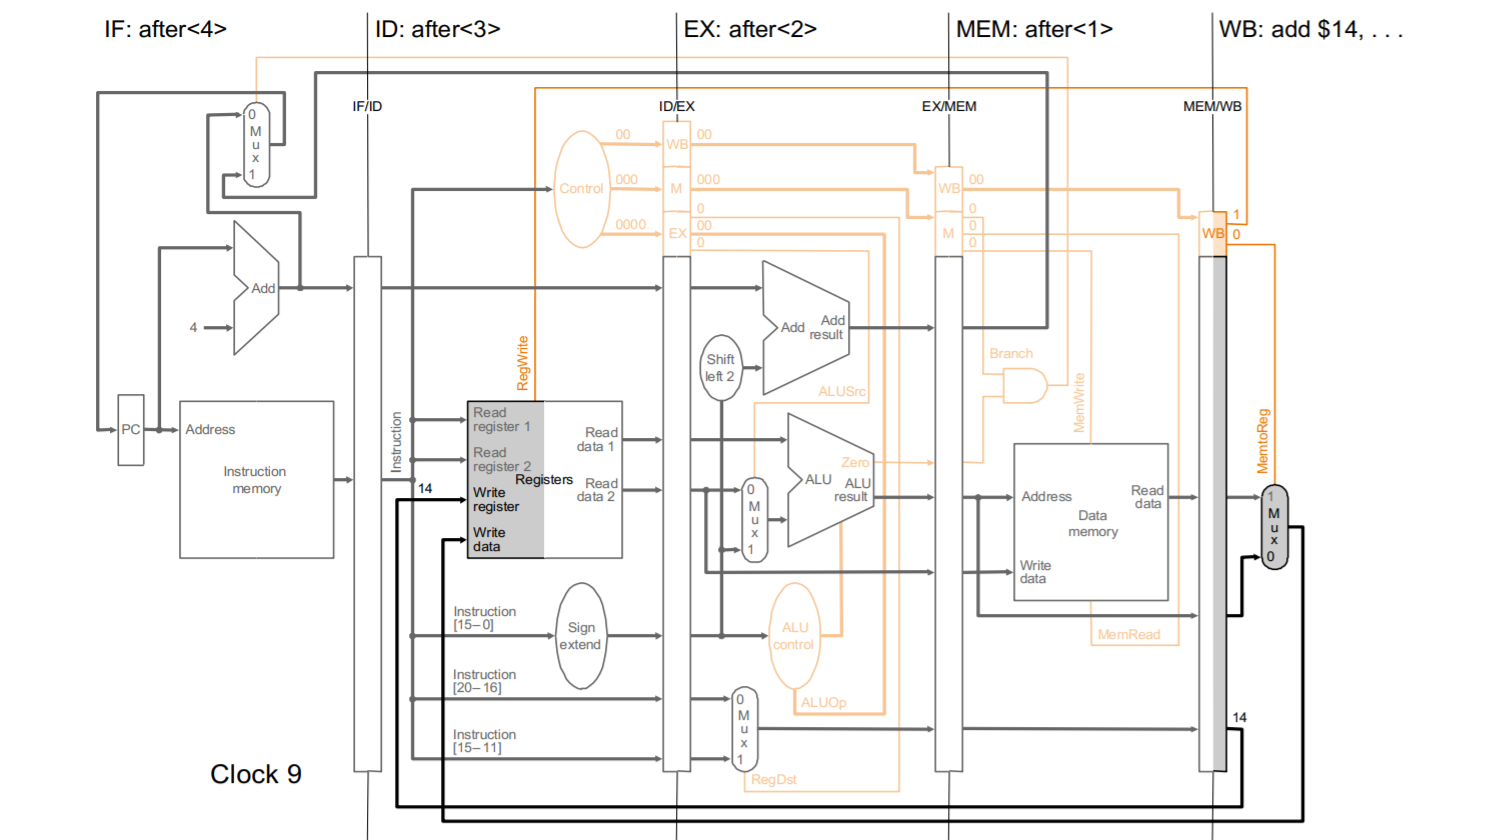 IF: after<4>
ID: after<3>
EX: after<2>
MEM: after<1>
WB: add $14, . . .
IF/ID
ID/EX
EX/MEM
MEM/WB
0
M
u
x
1
Add
4
PC
Address
Instruction
memory
Instruction
Control
00
000
0000
WB
M
EX
00
000
0
00
0
WB
M
00
0
0
0
WB
1
0
RegWrite
Read
register 1
Read
register 2
Registers
Write
register
Write
data
Read
data 1
Read
data 2
14
Instruction
[15–0]
Sign
extend
Instruction
[20–16]
Instruction
[15–11]
Shift
left 2
Add
Add
result
ALUSrc
Zero
ALU
ALU
result
0
M
u
x
1
ALU
control
ALUOp
0
M
u
x
1
RegDst
Branch
MemWrite
Address
Read
data
Data
memory
Write
data
MemRead
MemtoReg
1
M
u
x
0
14
Clock 9